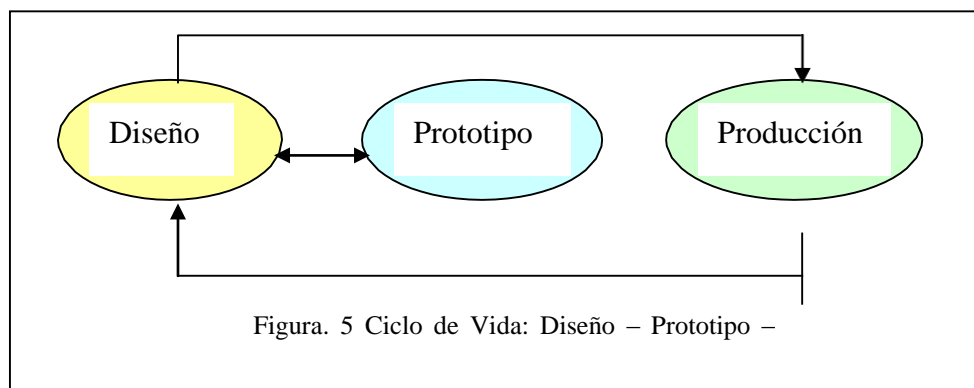 Diseño
Prototipo
Producción
Figura. 5 Ciclo de Vida: Diseño – Prototipo –